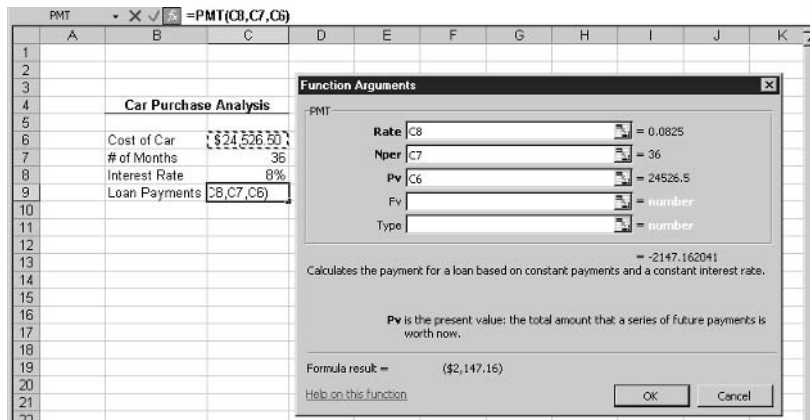 PMT =PMT(C8,C7,C6)
A B C D E F G H I J K
1
2
3
4 Car Purchase Analysis
5
6 Cost of Car $24,526.50
7 # of Months 36
8 Interest Rate 8%
9 Loan Payments C8,C7,C6)
10
11
12
13
14
15
16
17
18
19
20
21
22
Function Arguments
PMT
Rate C8 = 0.0825
Nper C7 = 36
Pv C6 = 24526.5
Fv = number
Type = number
= -2147.162041
Calculates the payment for a loan based on constant payments and a constant interest rate.
Pv is the present value: the total amount that a series of future payments is
worth now.
Formula result = ($2,147.16)
Help on this function OK Cancel